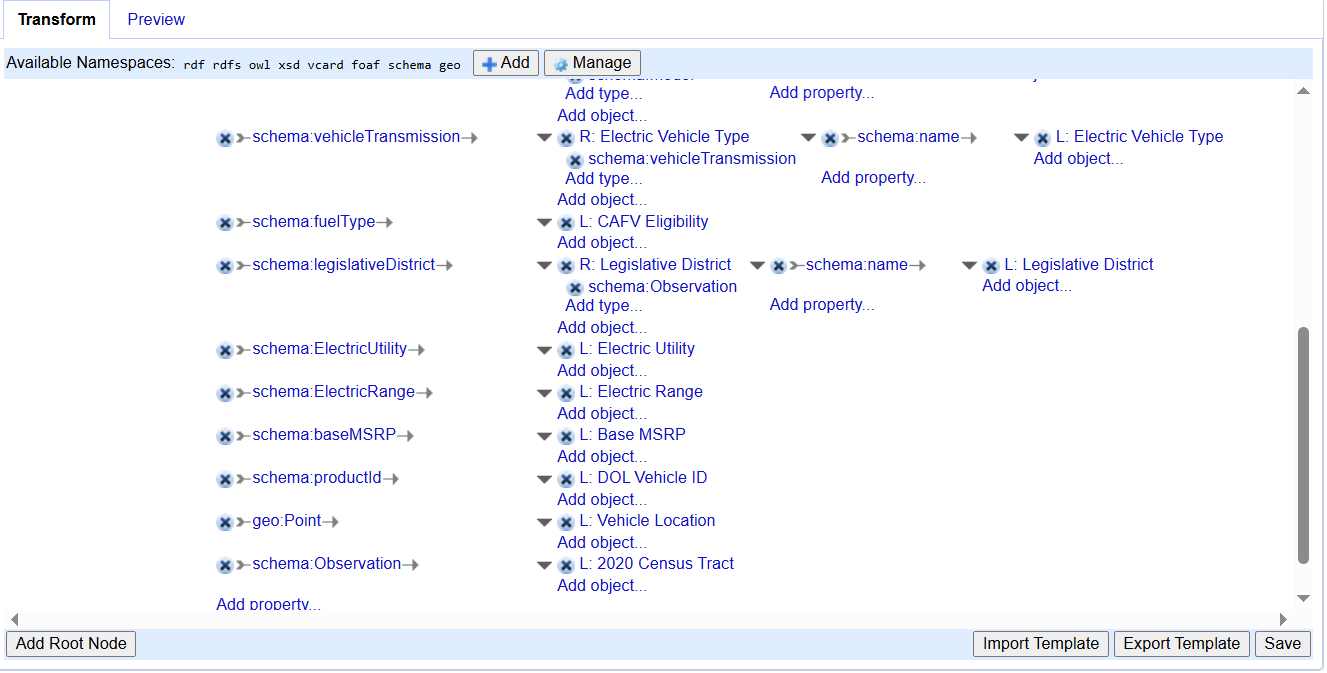 Transform Preview
Available Namespaces: rdf rdfs owl xsd vcard foaf schema geo Add Manage
Add type... Add property...
Add object...
schema:vehicleTransmission R: Electric Vehicle Type schema:name L: Electric Vehicle Type
schema:vehicleTransmission Add object...
Add type... Add property...
Add object...
schema:fuelType L: CAFV Eligibility
Add object...
schema:legislativeDistrict R: Legislative District schema:name L: Legislative District
schema:Observation Add object...
Add type... Add property...
Add object...
schema:ElectricUtility L: Electric Utility
Add object...
schema:ElectricRange L: Electric Range
Add object...
schema:baseMSRP L: Base MSRP
Add object...
schema:productId L: DOL Vehicle ID
Add object...
geo:Point L: Vehicle Location
Add object...
schema:Observation L: 2020 Census Tract
Add object...
Add property...
Add Root Node Import Template Export Template Save